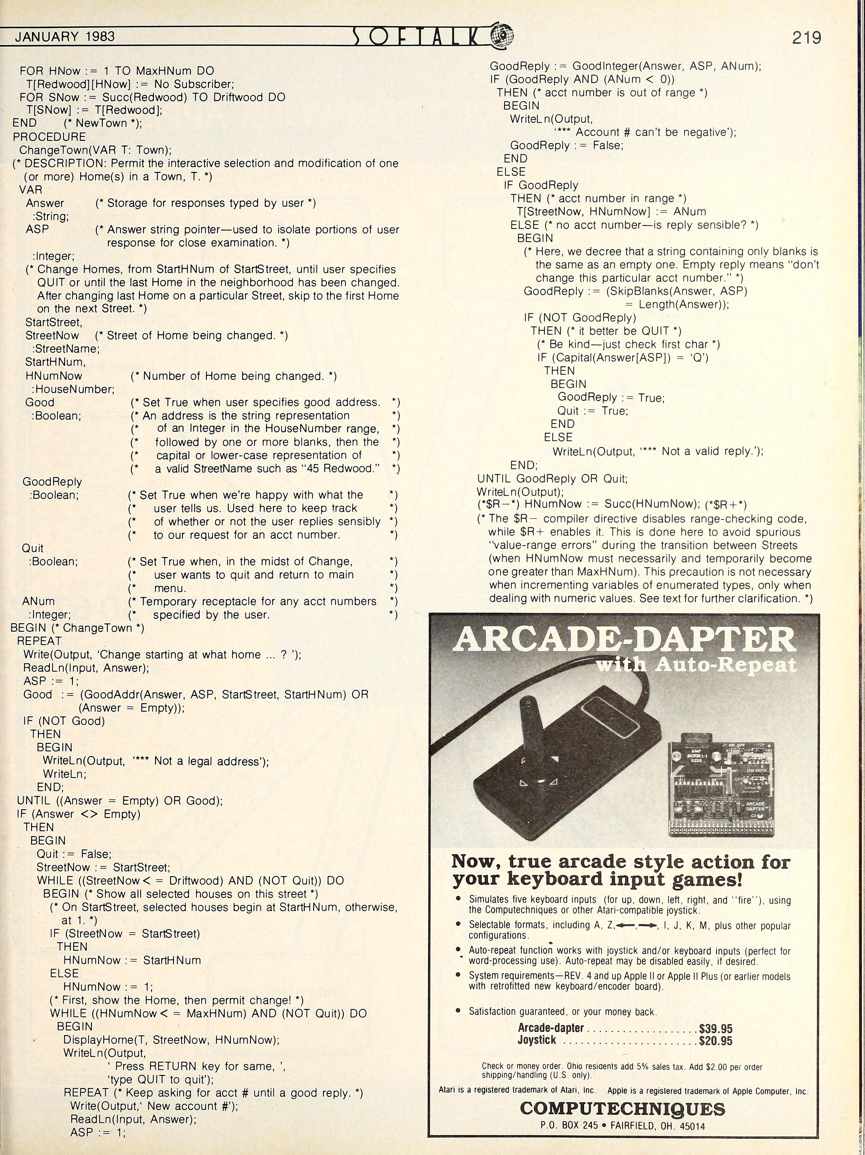 JANUARY 1983
SOFTALK
219
FOR HNow := 1 TO MaxHNum DO
T[Redwood][HNow] := No Subscriber;
FOR SNow := Succ(Redwood) TO Driftwood DO
T[SNow] := T[Redwood];
END (* NewTown *);
PROCEDURE
ChangeTown(VAR T: Town);
(* DESCRIPTION: Permit the interactive selection and modification of one
(or more) Home(s) in a Town, T. *)
VAR
Answer (* Storage for responses typed by user *)
:String;
ASP (* Answer string pointer—used to isolate portions of user
response for close examination. *)
:Integer;
(* Change Homes, from StartHNum of StartStreet, until user specifies
QUIT or until the last Home in the neighborhood has been changed.
After changing last Home on a particular Street, skip to the first Home
on the next Street. *)
StartStreet,
StreetNow (* Street of Home being changed. *)
:StreetName;
StartHNum,
HNumNow (* Number of Home being changed. *)
:HouseNumber;
Good (* Set True when user specifies good address. *)
:Boolean; (* An address is the string representation *)
(* of an Integer in the HouseNumber range, *)
(* followed by one or more blanks, then the *)
(* capital or lower-case representation of *)
(* a valid StreetName such as "45 Redwood." *)
GoodReply
:Boolean; (* Set True when we're happy with what the *)
(* user tells us. Used here to keep track *)
(* of whether or not the user replies sensibly *)
(* to our request for an acct number. *)
Quit
:Boolean; (* Set True when, in the midst of Change, *)
(* user wants to quit and return to main *)
(* menu. *)
ANum (* Temporary receptacle for any acct numbers *)
:Integer; (* specified by the user. *)
BEGIN (* ChangeTown *)
REPEAT
Write(Output, 'Change starting at what home ... ? ');
ReadLn(Input, Answer);
ASP := 1;
Good := (GoodAddr(Answer, ASP, StartStreet, StartHNum) OR
(Answer = Empty));
IF (NOT Good)
THEN
BEGIN
WriteLn(Output, '*** Not a legal address');
WriteLn;
END;
UNTIL ((Answer = Empty) OR Good);
IF (Answer <> Empty)
THEN
BEGIN
Quit := False;
StreetNow := StartStreet;
WHILE ((StreetNow < = Driftwood) AND (NOT Quit)) DO
BEGIN (* Show all selected houses on this street *)
(* On StartStreet, selected houses begin at StartHNum, otherwise,
at 1. *)
IF (StreetNow = StartStreet)
THEN
HNumNow := StartHNum
ELSE
HNumNow := 1;
(* First, show the Home, then permit change! *)
WHILE ((HNumNow < = MaxHNum) AND (NOT Quit)) DO
BEGIN
DisplayHome(T, StreetNow, HNumNow);
WriteLn(Output,
' Press RETURN key for same, ',
'type QUIT to quit');
REPEAT (* Keep asking for acct # until a good reply. *)
Write(Output,' New account #');
ReadLn(Input, Answer);
ASP := 1;
GoodReply := GoodInteger(Answer, ASP, ANum);
IF (GoodReply AND (ANum < 0))
THEN (* acct number is out of range *)
BEGIN
WriteLn(Output,
'*** Account # can't be negative');
GoodReply := False;
END
ELSE
IF GoodReply
THEN (* acct number in range *)
T[StreetNow, HNumNow] := ANum
ELSE (* no acct number—is reply sensible? *)
BEGIN
(* Here, we decree that a string containing only blanks is
the same as an empty one. Empty reply means "don't
change this particular acct number." *)
GoodReply := (SkipBlanks(Answer, ASP)
= Length(Answer));
IF (NOT GoodReply)
THEN (* it better be QUIT *)
(* Be kind—just check first char *)
IF (Capital(Answer[ASP]) = 'Q')
THEN
BEGIN
GoodReply := True;
Quit := True;
END
ELSE
WriteLn(Output, '*** Not a valid reply.');
END;
UNTIL GoodReply OR Quit;
WriteLn(Output);
(*$R−*) HNumNow := Succ(HNumNow); (*$R+*)
(* The $R− compiler directive disables range-checking code,
while $R+ enables it. This is done here to avoid spurious
"value-range errors" during the transition between Streets
(when HNumNow must necessarily and temporarily become
one greater than MaxHNum). This precaution is not necessary
when incrementing variables of enumerated types, only when
dealing with numeric values. See text for further clarification. *)
ARCADE-DAPTER
with Auto-Repeat
ARCADE-
DAPTER
Now, true arcade style action for
your keyboard input games!
• Simulates five keyboard inputs (for up, down, left, right, and "fire"), using
the Computechniques or other Atari-compatible joystick.
• Selectable formats, including A, Z, ←, →, I, J, K, M, plus other popular
configurations.
• Auto-repeat function works with joystick and/or keyboard inputs (perfect for
word-processing use). Auto-repeat may be disabled easily, if desired.
• System requirements—REV. 4 and up Apple II or Apple II Plus (or earlier models
with retrofitted new keyboard/encoder board).
• Satisfaction guaranteed, or your money back.
Arcade-dapter . . . . . . . . . . . . . . . . . . . $39.95
Joystick . . . . . . . . . . . . . . . . . . . . . . . $20.95
Check or money order. Ohio residents add 5% sales tax. Add $2.00 per order
shipping/handling (U.S. only).
Atari is a registered trademark of Atari, Inc. Apple is a registered trademark of Apple Computer, Inc.
COMPUTECHNIQUES
P.O. BOX 245 • FAIRFIELD, OH. 45014